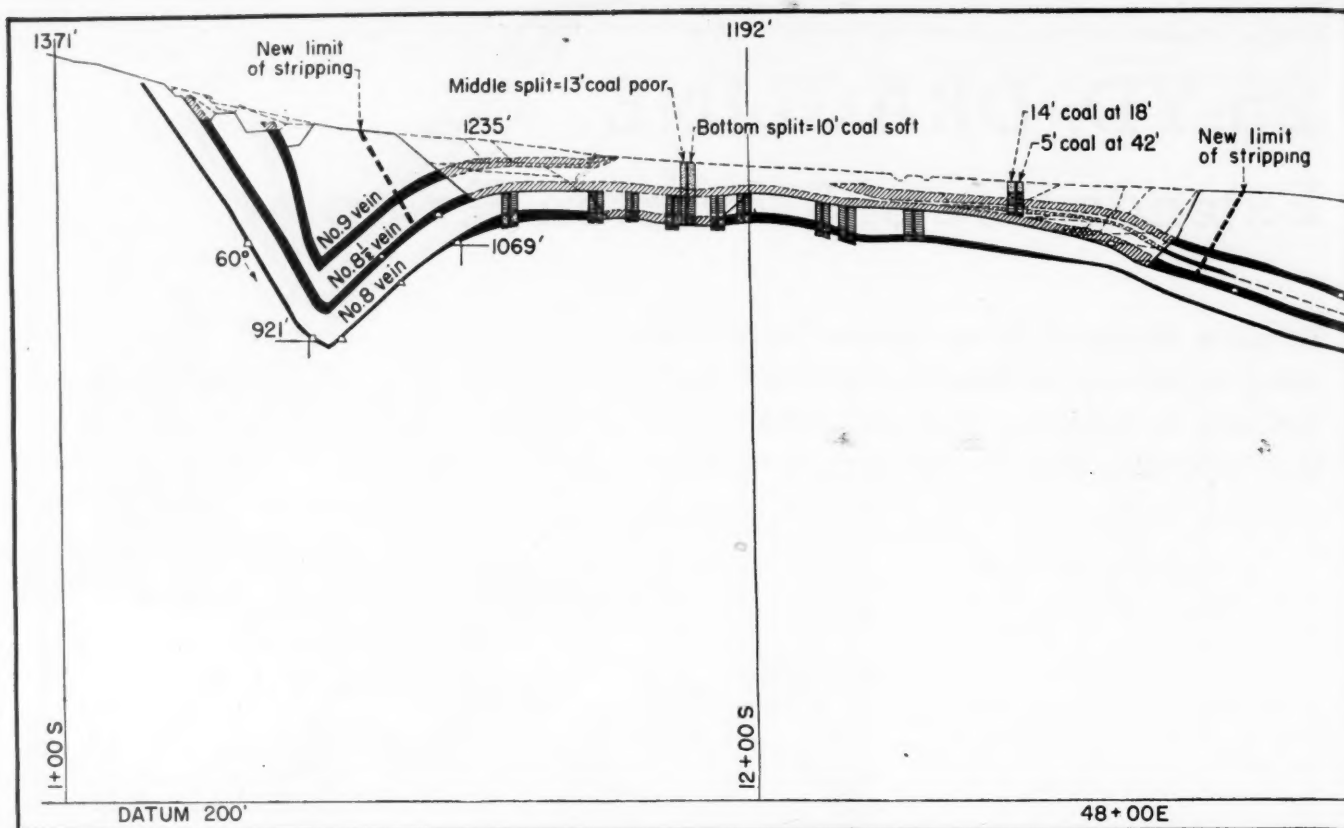 1371'
1192'
New limit
of stripping
Middle split=13' coal poor
Bottom split=10' coal soft
14' coal at 18'
5' coal at 42'
New limit
of stripping
1235'
No.9 vein
No.8½ vein
No.8 vein
60°
1069'
921'
1+00 S
12+00 S
DATUM 200'
48+00E